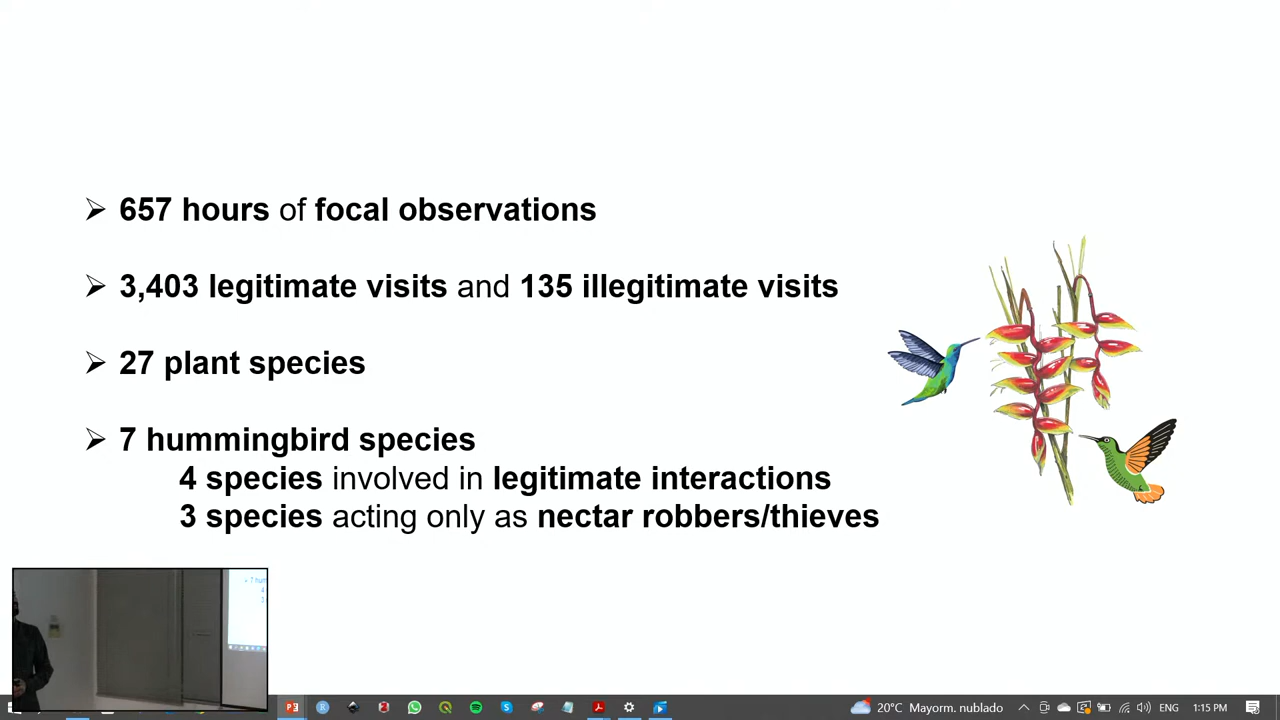 ➢ 657 hours of focal observations
➢ 3,403 legitimate visits and 135 illegitimate visits
➢ 27 plant species
➢ 7 hummingbird species
4 species involved in legitimate interactions
3 species acting only as nectar robbers/thieves
20°C Mayorm. nublado ENG 1:15 PM